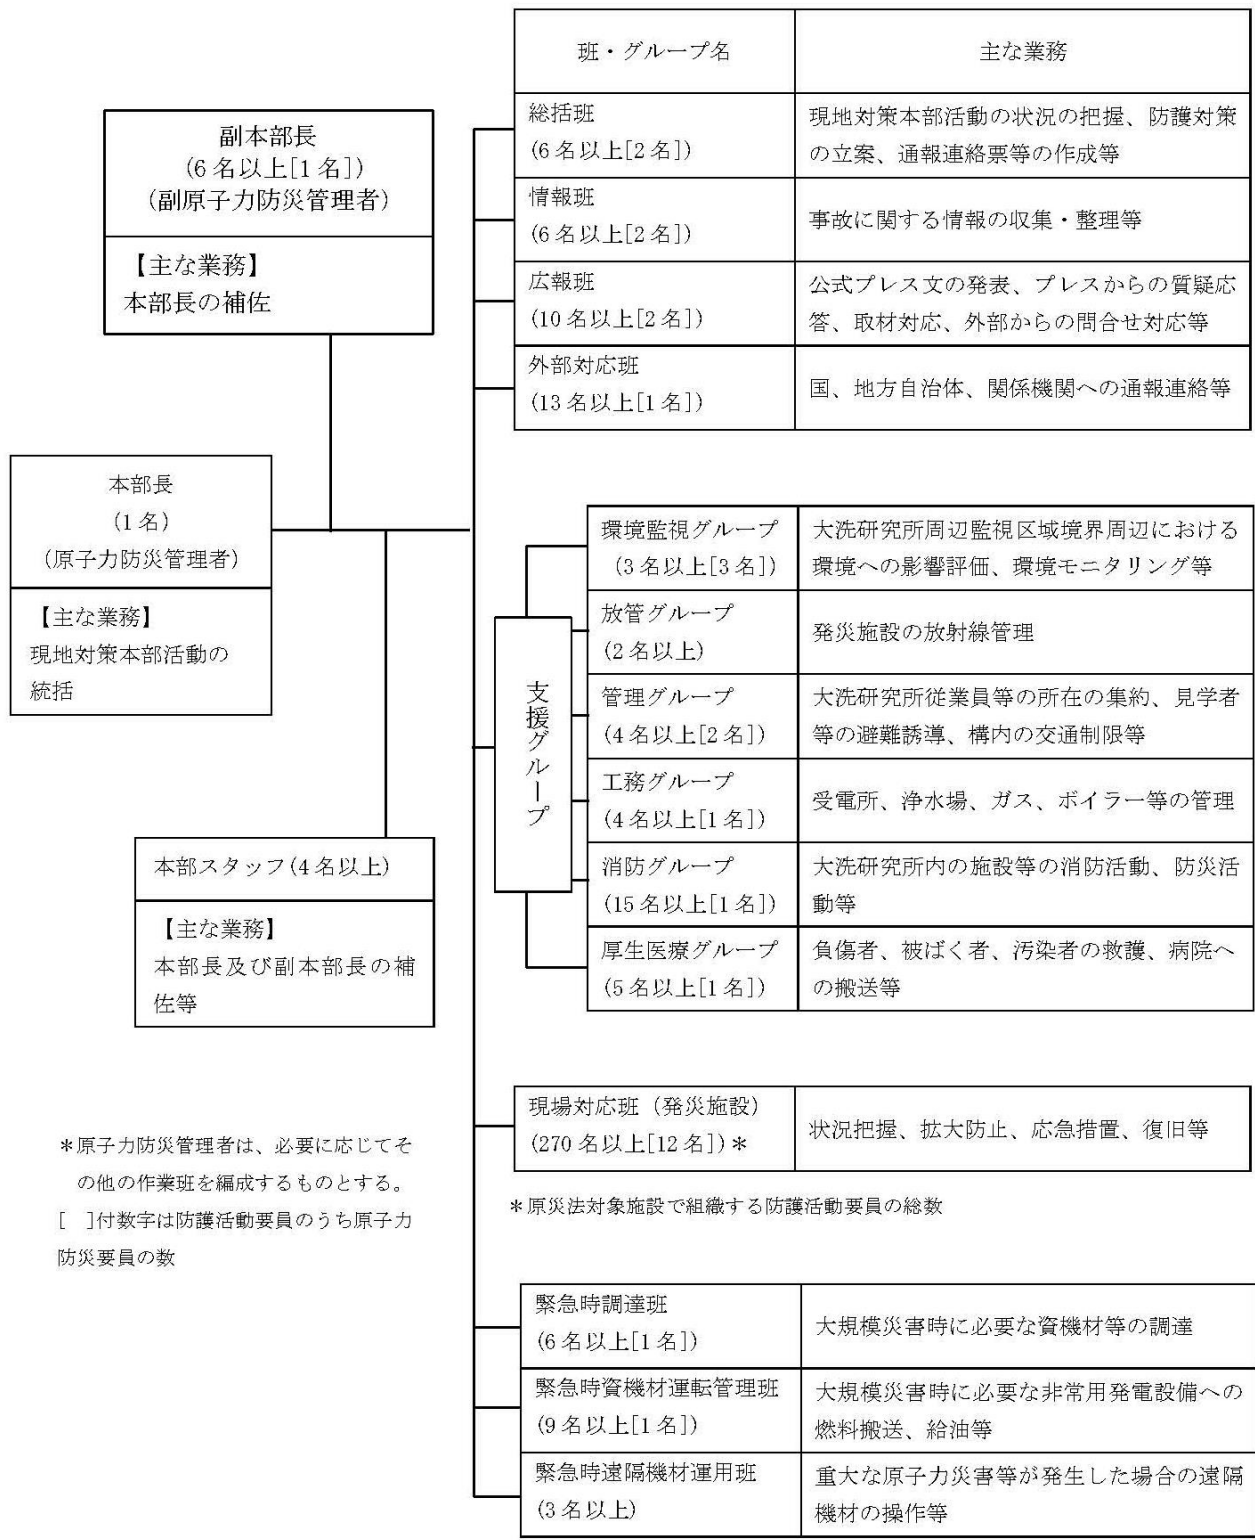 班・グループ名
主な業務
総括班
(6名以上[2名])
現地対策本部活動の状況の把握、防護対策
の立案、通報連絡票等の作成等
情報班
(6名以上[2名])
事故に関する情報の収集・整理等
広報班
(10名以上[2名])
公式プレス文の発表、プレスからの質疑応
答、取材対応、外部からの問合せ対応等
外部対応班
(13名以上[1名])
国、地方自治体、関係機関への通報連絡等
副本部長
(6名以上[1名])
(副原子力防災管理者)
【主な業務】
本部長の補佐
本部長
(1名)
(原子力防災管理者)
【主な業務】
現地対策本部活動の
統括
本部スタッフ(4名以上)
【主な業務】
本部長及び副本部長の補
佐等
支援グループ
環境監視グループ
(3名以上[3名])
大洗研究所周辺監視区域境界周辺における
環境への影響評価、環境モニタリング等
放管グループ
(2名以上)
発災施設の放射線管理
管理グループ
(4名以上[2名])
大洗研究所従業員等の所在の集約、見学者
等の避難誘導、構内の交通制限等
工務グループ
(4名以上[1名])
受電所、浄水場、ガス、ボイラー等の管理
消防グループ
(15名以上[1名])
大洗研究所内の施設等の消防活動、防災活
動等
厚生医療グループ
(5名以上[1名])
負傷者、被ばく者、汚染者の救護、病院へ
の搬送等
現場対応班（発災施設）
(270名以上[12名])＊
状況把握、拡大防止、応急措置、復旧等
＊原災法対象施設で組織する防護活動要員の総数
＊原子力防災管理者は、必要に応じてそ
の他の作業班を編成するものとする。
[　]付数字は防護活動要員のうち原子力
防災要員の数
緊急時調達班
(6名以上[1名])
大規模災害時に必要な資機材等の調達
緊急時資機材運転管理班
(9名以上[1名])
大規模災害時に必要な非常用発電設備への
燃料搬送、給油等
緊急時遠隔機材運用班
(3名以上)
重大な原子力災害等が発生した場合の遠隔
機材の操作等